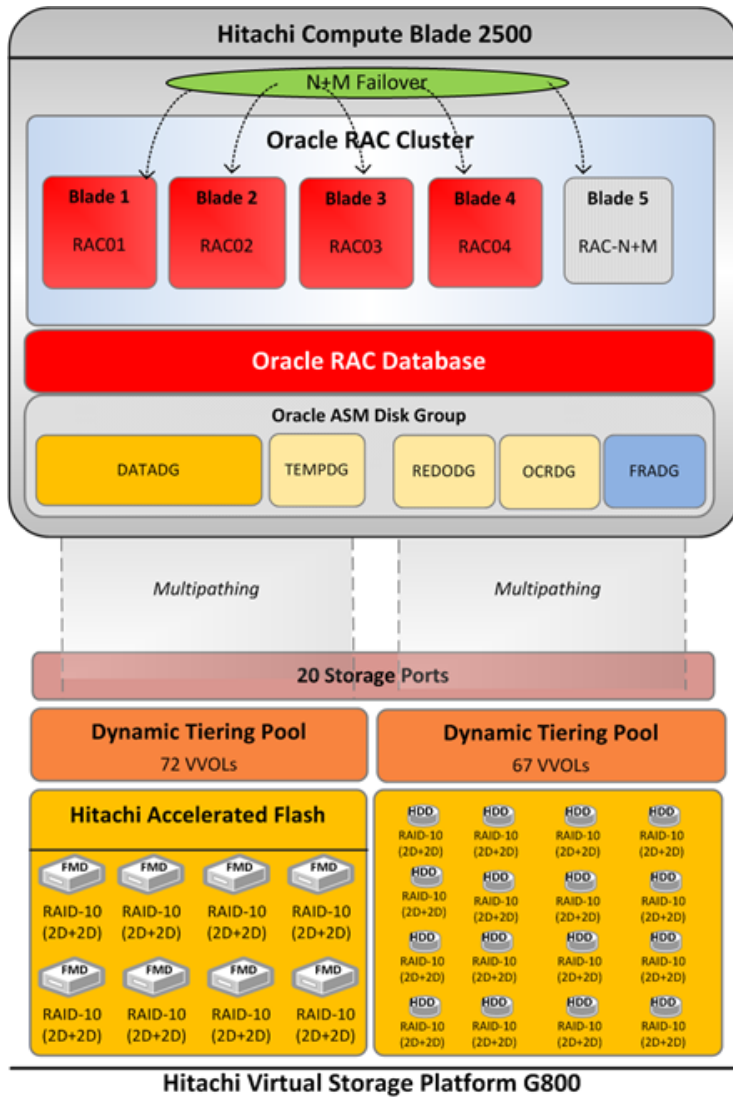 Hitachi Compute Blade 2500
N+M Failover
Oracle RAC Cluster
Blade 1
RAC01
Blade 2
RAC02
Blade 3
RAC03
Blade 4
RAC04
Blade 5
RAC-N+M
Oracle RAC Database
Oracle ASM Disk Group
DATADG
TEMPDG
REDODG
OCRDG
FRADG
Multipathing
Multipathing
20 Storage Ports
Dynamic Tiering Pool
72 VVOLs
Dynamic Tiering Pool
67 VVOLs
Hitachi Accelerated Flash
FMD
RAID-10
(2D+2D)
FMD
RAID-10
(2D+2D)
FMD
RAID-10
(2D+2D)
FMD
RAID-10
(2D+2D)
FMD
RAID-10
(2D+2D)
FMD
RAID-10
(2D+2D)
FMD
RAID-10
(2D+2D)
FMD
RAID-10
(2D+2D)
HDD
RAID-10
(2D+2D)
HDD
RAID-10
(2D+2D)
HDD
RAID-10
(2D+2D)
HDD
RAID-10
(2D+2D)
HDD
RAID-10
(2D+2D)
HDD
RAID-10
(2D+2D)
HDD
RAID-10
(2D+2D)
HDD
RAID-10
(2D+2D)
HDD
RAID-10
(2D+2D)
HDD
RAID-10
(2D+2D)
HDD
RAID-10
(2D+2D)
HDD
RAID-10
(2D+2D)
HDD
RAID-10
(2D+2D)
HDD
RAID-10
(2D+2D)
HDD
RAID-10
(2D+2D)
HDD
RAID-10
(2D+2D)
Hitachi Virtual Storage Platform G800